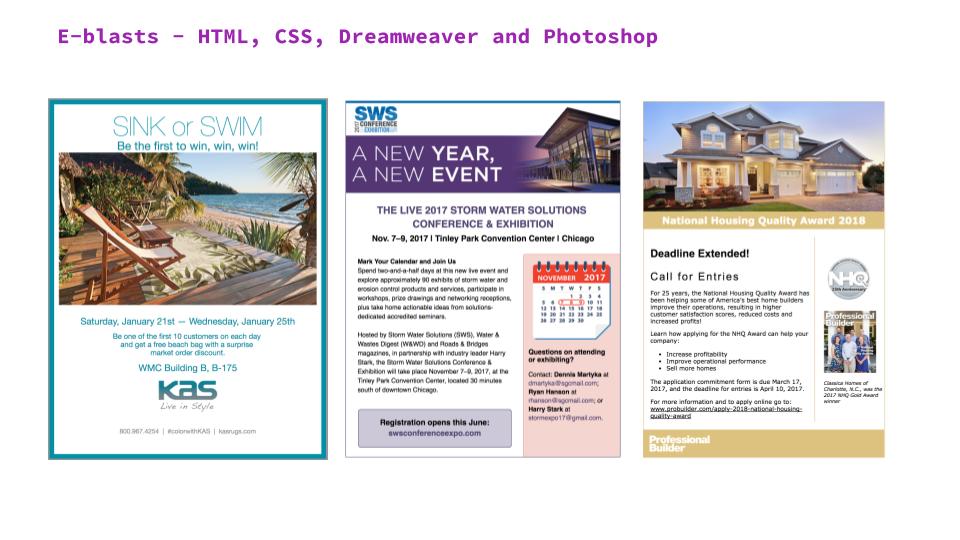 E-blasts - HTML, CSS, Dreamweaver and Photoshop
SINK or SWIM
Be the first to win, win, win!
Saturday, January 21st — Wednesday, January 25th
Be one of the first 10 customers on each day
and get a free beach bag with a surprise
market order discount.
WMC Building B, B-175
Kas
Live in Style
800.967.4254 | #colorwithKAS | kasrugs.com
SWS
2017 CONFERENCE
EXHIBITION
A NEW YEAR,
A NEW EVENT
THE LIVE 2017 STORM WATER SOLUTIONS
CONFERENCE & EXHIBITION
Nov. 7–9, 2017 | Tinley Park Convention Center | Chicago
Mark Your Calendar and Join Us
Spend two-and-a-half days at this new live event and
explore approximately 90 exhibits of storm water and
erosion control products and services, participate in
workshops, prize drawings and networking receptions,
plus take home actionable ideas from solutions-
dedicated accredited seminars.
Hosted by Storm Water Solutions (SWS), Water &
Wastes Digest (W&WD) and Roads & Bridges
magazines, in partnership with industry leader Harry
Stark, the Storm Water Solutions Conference &
Exhibition will take place November 7–9, 2017, at the
Tinley Park Convention Center, located 30 minutes
south of downtown Chicago.
Registration opens this June:
swsconferenceexpo.com
NOVEMBER 2017
S M T W T F S
1 2 3 4
5 6 7 8 9 10 11
12 13 14 15 16 17 18
19 20 21 22 23 24 25
26 27 28 29 30
Questions on attending
or exhibiting?
Contact: Dennis Martyka at
dmartyka@sgcmail.com;
Ryan Hanson at
rhanson@sgcmail.com; or
Harry Stark at
stormexpo17@gmail.com.
National Housing Quality Award 2018
Deadline Extended!
Call for Entries
For 25 years, the National Housing Quality Award has
been helping some of America's best home builders
improve their operations, resulting in higher
customer satisfaction scores, reduced costs and
increased profits!
Learn how applying for the NHQ Award can help your
company:
• Increase profitability
• Improve operational performance
• Sell more homes
The application commitment form is due March 17,
2017, and the deadline for entries is April 10, 2017.
For more information and to apply online go to:
www.probuilder.com/apply-2018-national-housing-
quality-award
NHQ
25th Anniversary
Professional
Builder
Classica Homes of
Charlotte, N.C., was the
2017 NHQ Gold Award
winner
Professional
Builder